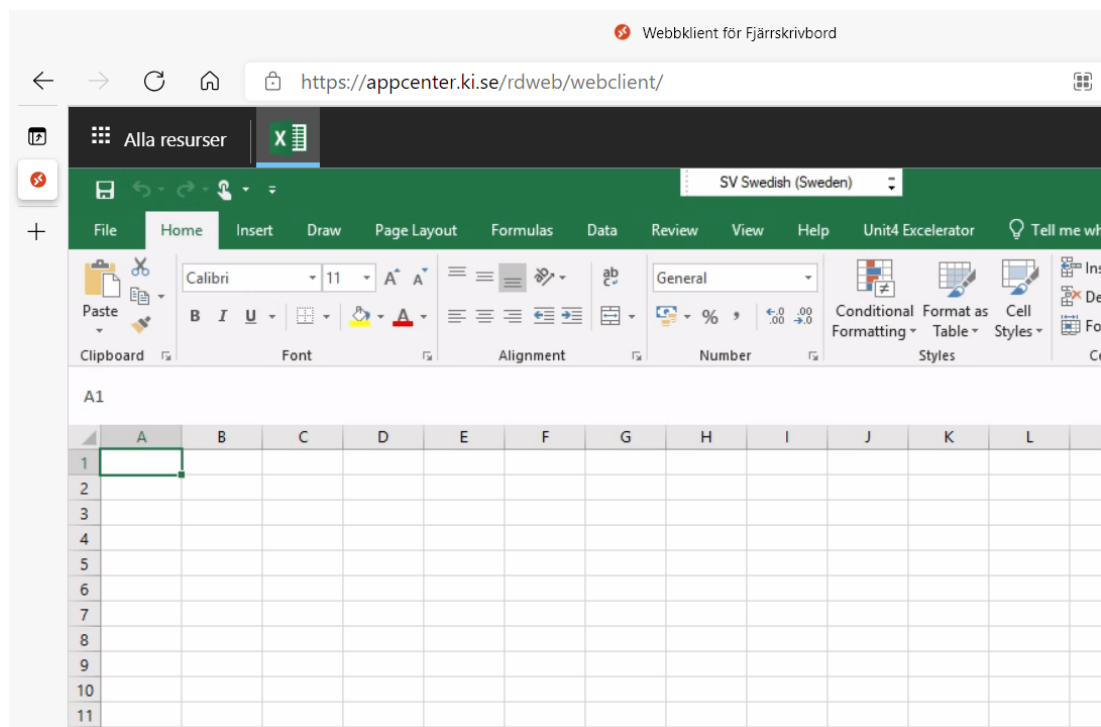 Webbklient för Fjärrskrivbord
https://appcenter.ki.se/rdweb/webclient/
Alla resurser
SV Swedish (Sweden)
File Home Insert Draw Page Layout Formulas Data Review View Help Unit4 Excelerator Tell me wh
Calibri 11 General
Paste B I U Conditional Formatting Format as Table Cell Styles
Clipboard Font Alignment Number Styles
A1
A B C D E F G H I J K L
1
2
3
4
5
6
7
8
9
10
11